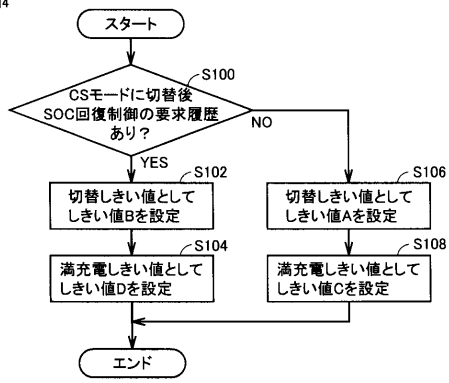 スタート
S100
CSモードに切替後
SOC回復制御の要求履歴
あり？
NO
YES
S102
切替しきい値として
しきい値Bを設定
S106
切替しきい値として
しきい値Aを設定
S104
満充電しきい値として
しきい値Dを設定
S108
満充電しきい値として
しきい値Cを設定
エンド